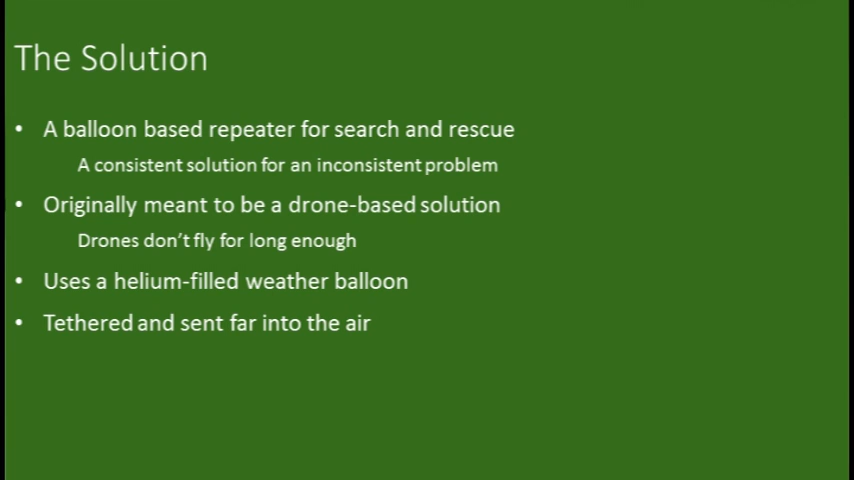 The Solution
• A balloon based repeater for search and rescue
A consistent solution for an inconsistent problem
• Originally meant to be a drone-based solution
Drones don't fly for long enough
• Uses a helium-filled weather balloon
• Tethered and sent far into the air